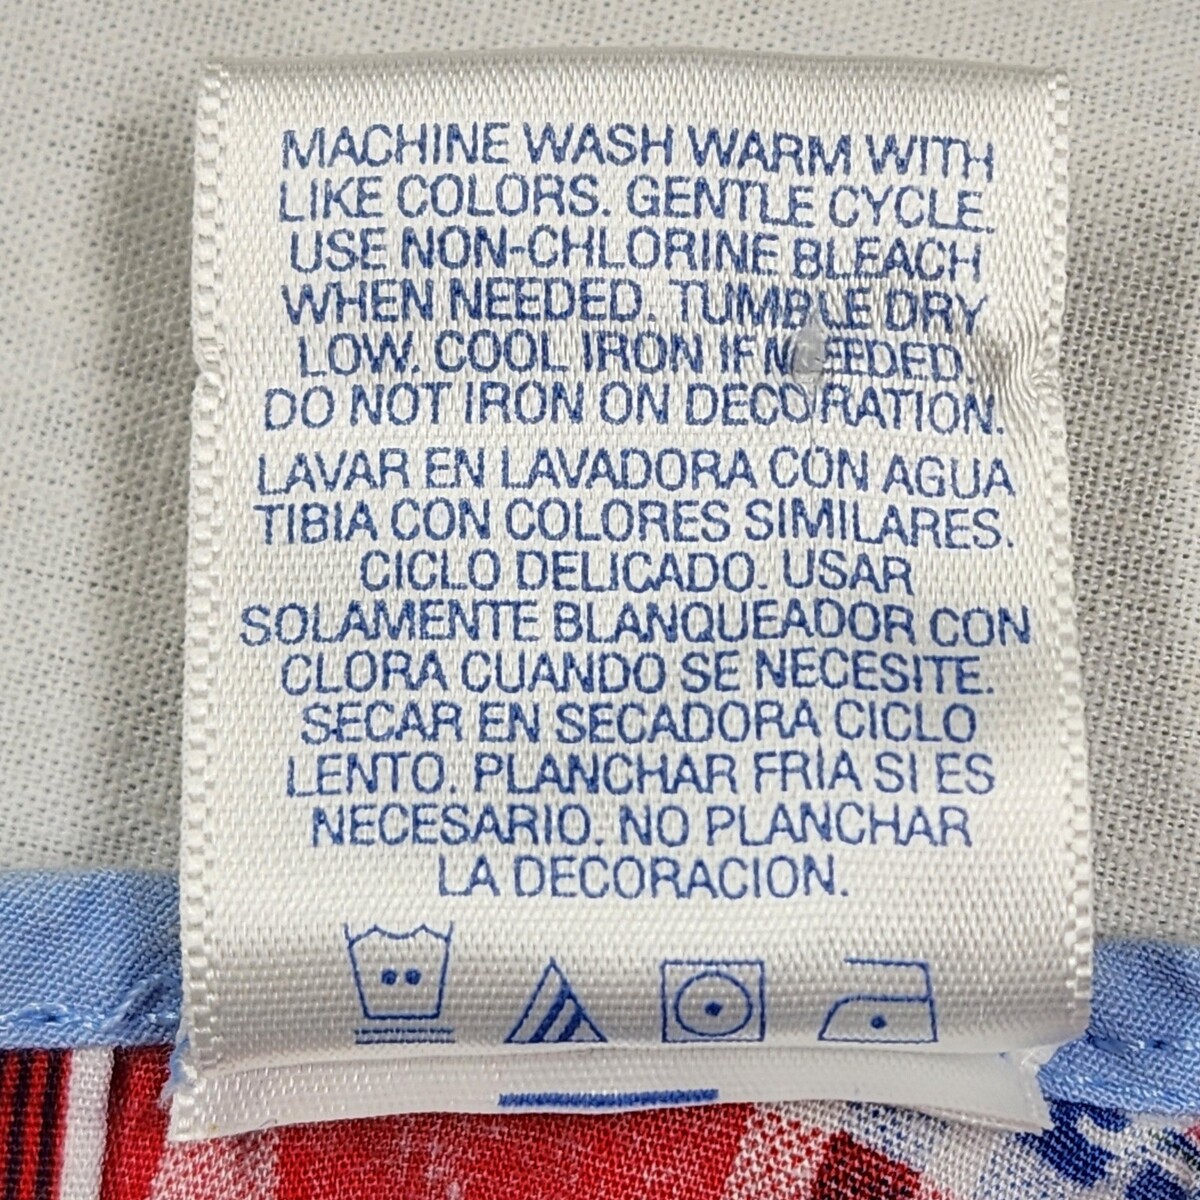 MACHINE WASH WARM WITH
LIKE COLORS. GENTLE CYCLE.
USE NON-CHLORINE BLEACH
WHEN NEEDED. TUMBLE DRY
LOW. COOL IRON IF NEEDED.
DO NOT IRON ON DECORATION.
LAVAR EN LAVADORA CON AGUA
TIBIA CON COLORES SIMILARES.
CICLO DELICADO. USAR
SOLAMENTE BLANQUEADOR CON
CLORA CUANDO SE NECESITE.
SECAR EN SECADORA CICLO
LENTO. PLANCHAR FRIA SI ES
NECESARIO. NO PLANCHAR
LA DECORACION.